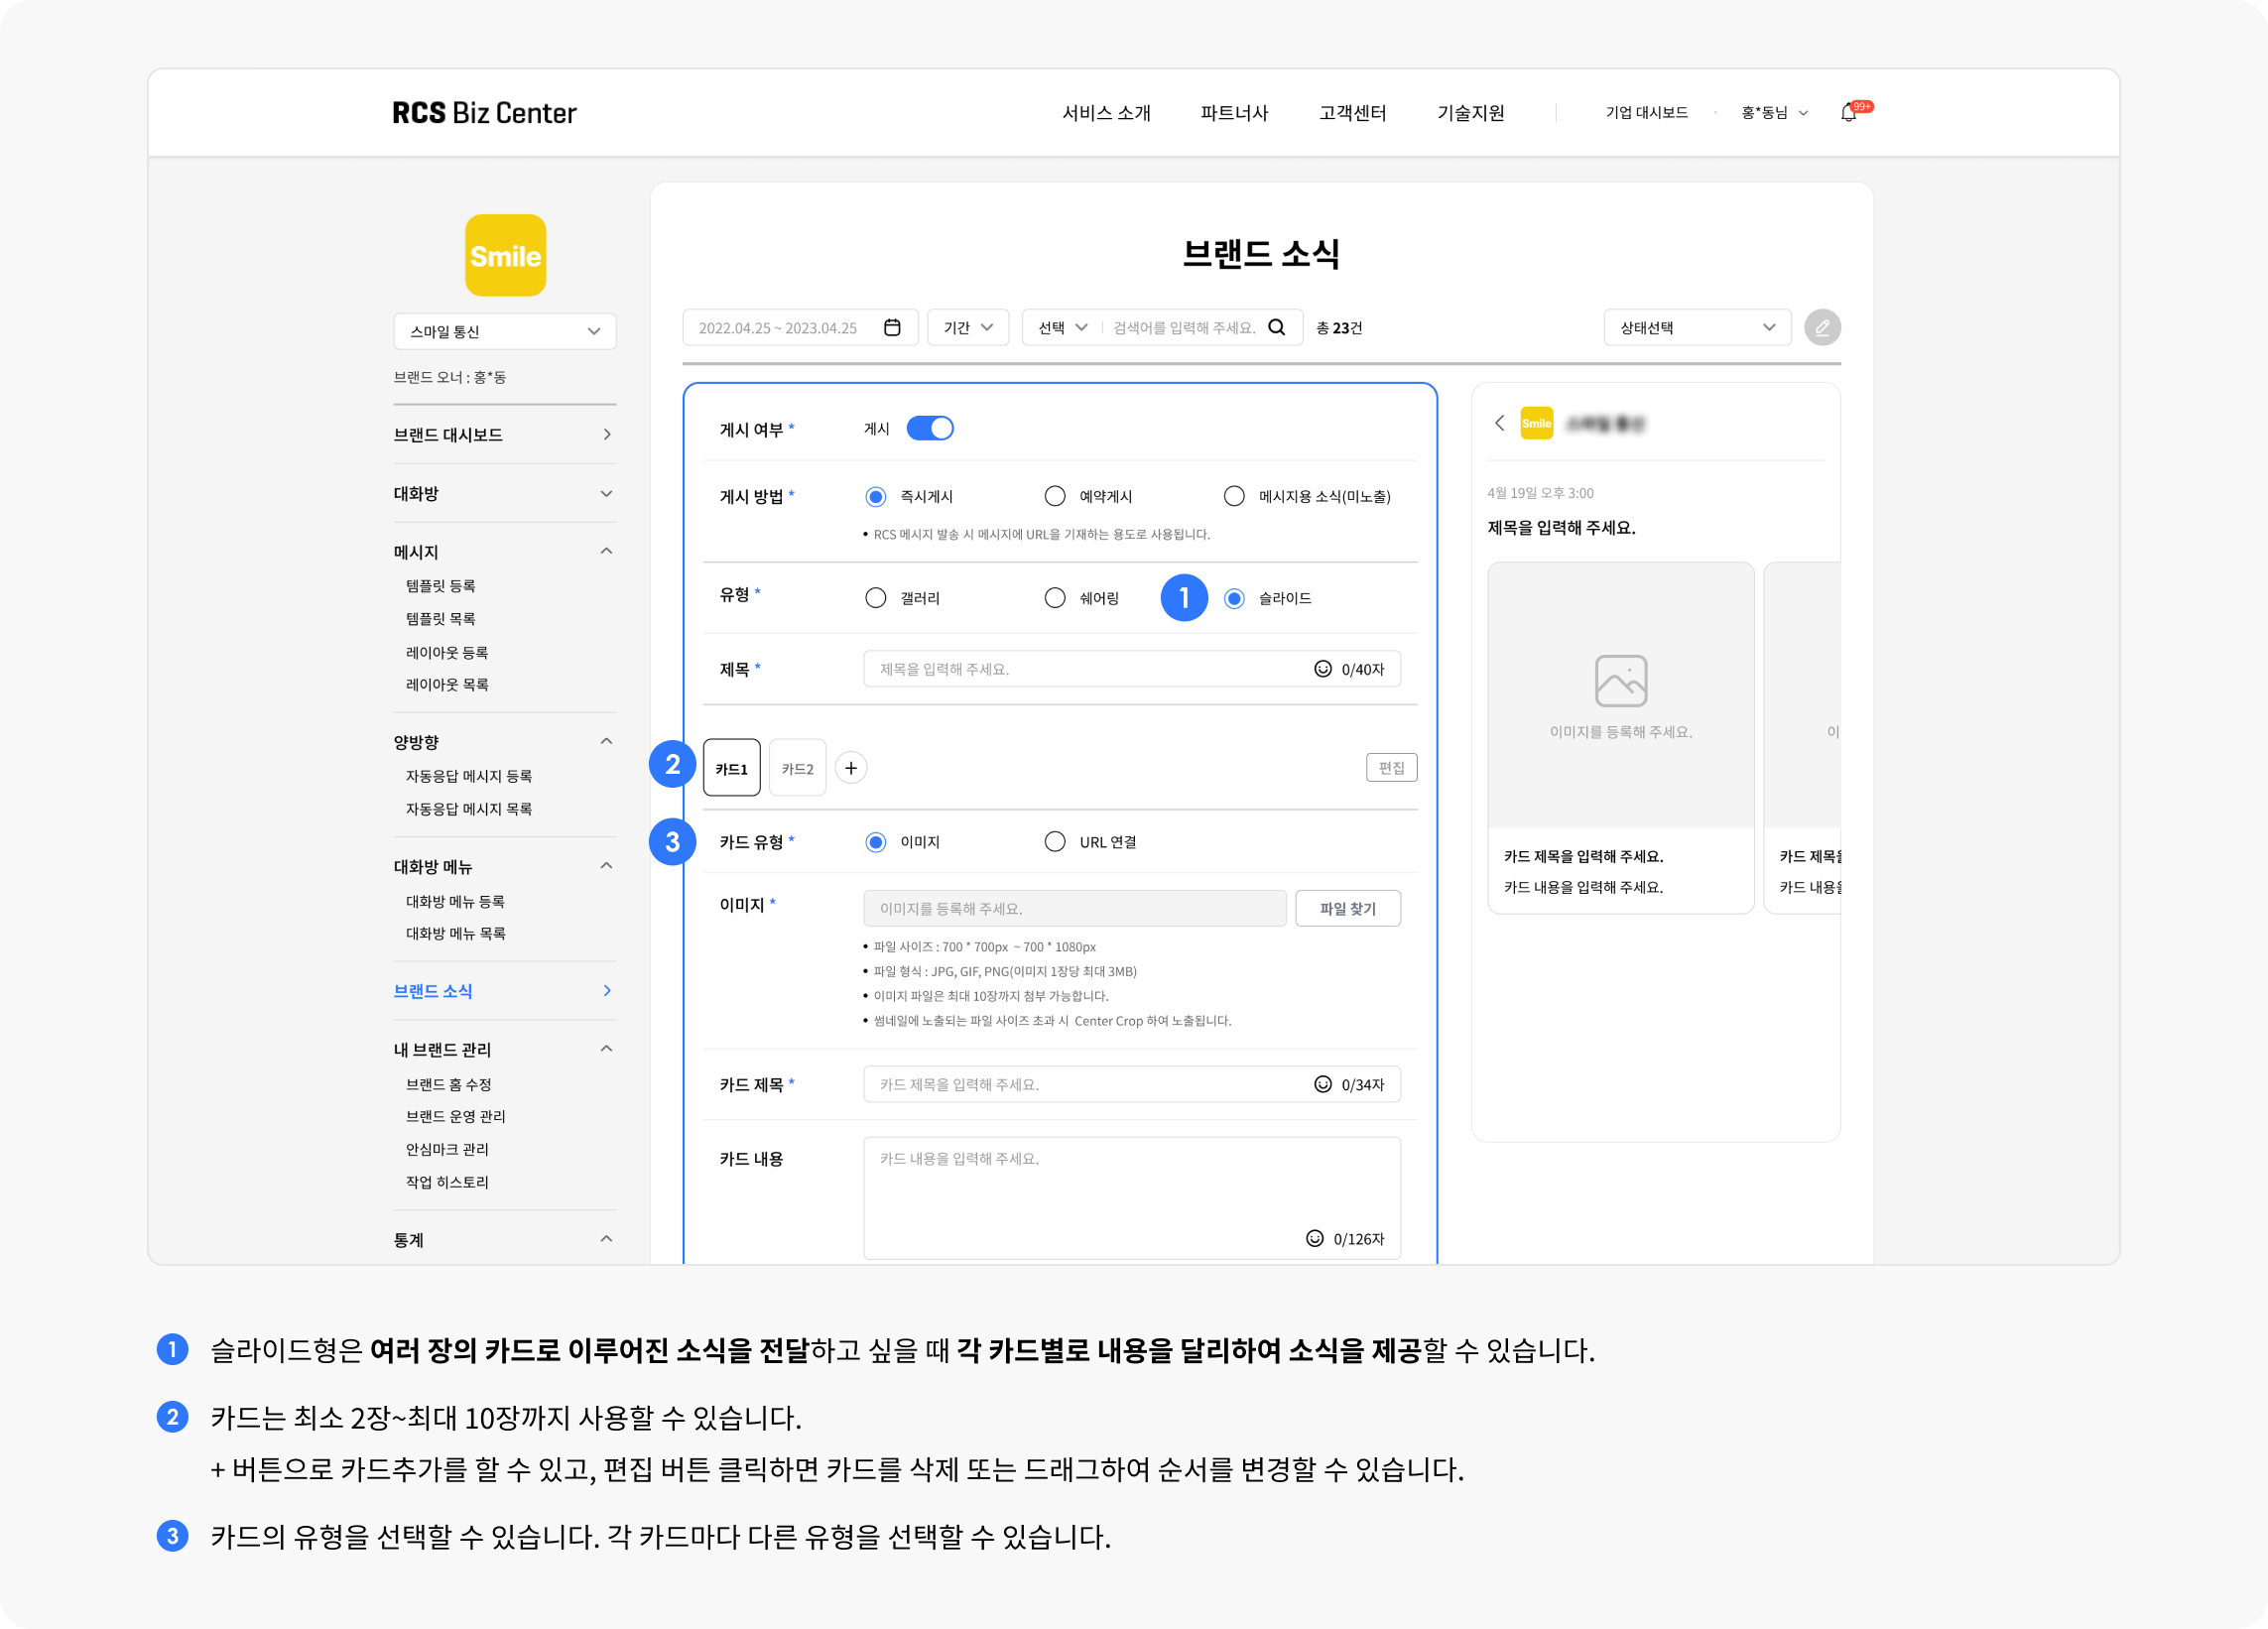 RCS Biz Center
서비스 소개 파트너사 고객센터 기술지원 기업 대시보드 홍*동님 99+
Smile
스마일 통신
브랜드 오너 : 홍*동
브랜드 대시보드
대화방
메시지
템플릿 등록
템플릿 목록
레이아웃 등록
레이아웃 목록
양방향
자동응답 메시지 등록
자동응답 메시지 목록
대화방 메뉴
대화방 메뉴 등록
대화방 메뉴 목록
브랜드 소식
내 브랜드 관리
브랜드 홈 수정
브랜드 운영 관리
안심마크 관리
작업 히스토리
통계
브랜드 소식
2022.04.25 ~ 2023.04.25 기간 선택 검색어를 입력해 주세요. 총 23건 상태선택
게시 여부 * 게시
게시 방법 * 즉시게시 예약게시 메시지용 소식(미노출)
• RCS 메시지 발송 시 메시지에 URL을 기재하는 용도로 사용됩니다.
유형 * 갤러리 쉐어링 1 슬라이드
제목 * 제목을 입력해 주세요. 0/40자
2 카드1 카드2 + 편집
3 카드 유형 * 이미지 URL 연결
이미지 * 이미지를 등록해 주세요. 파일 찾기
• 파일 사이즈 : 700 * 700px ~ 700 * 1080px
• 파일 형식 : JPG, GIF, PNG(이미지 1장당 최대 3MB)
• 이미지 파일은 최대 10장까지 첨부 가능합니다.
• 썸네일에 노출되는 파일 사이즈 초과 시 Center Crop 하여 노출됩니다.
카드 제목 * 카드 제목을 입력해 주세요. 0/34자
카드 내용 카드 내용을 입력해 주세요.
0/126자
Smile
4월 19일 오후 3:00
제목을 입력해 주세요.
이미지를 등록해 주세요. 이
카드 제목을 입력해 주세요. 카드 제목을
카드 내용을 입력해 주세요. 카드 내용을
1 슬라이드형은 여러 장의 카드로 이루어진 소식을 전달하고 싶을 때 각 카드별로 내용을 달리하여 소식을 제공할 수 있습니다.
2 카드는 최소 2장~최대 10장까지 사용할 수 있습니다.
+ 버튼으로 카드추가를 할 수 있고, 편집 버튼 클릭하면 카드를 삭제 또는 드래그하여 순서를 변경할 수 있습니다.
3 카드의 유형을 선택할 수 있습니다. 각 카드마다 다른 유형을 선택할 수 있습니다.